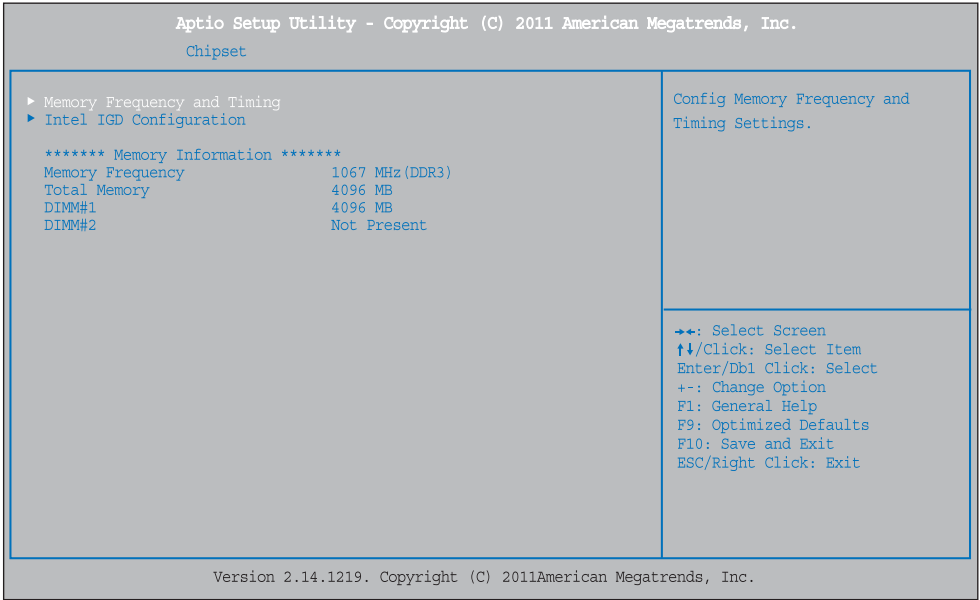 Aptio Setup Utility - Copyright (C) 2011 American Megatrends, Inc.
Chipset
▶ Memory Frequency and Timing
▶ Intel IGD Configuration
******* Memory Information *******
Memory Frequency 1067 MHz(DDR3)
Total Memory 4096 MB
DIMM#1 4096 MB
DIMM#2 Not Present
Config Memory Frequency and
Timing Settings.
→←: Select Screen
↑↓/Click: Select Item
Enter/Db1 Click: Select
+-: Change Option
F1: General Help
F9: Optimized Defaults
F10: Save and Exit
ESC/Right Click: Exit
Version 2.14.1219. Copyright (C) 2011American Megatrends, Inc.